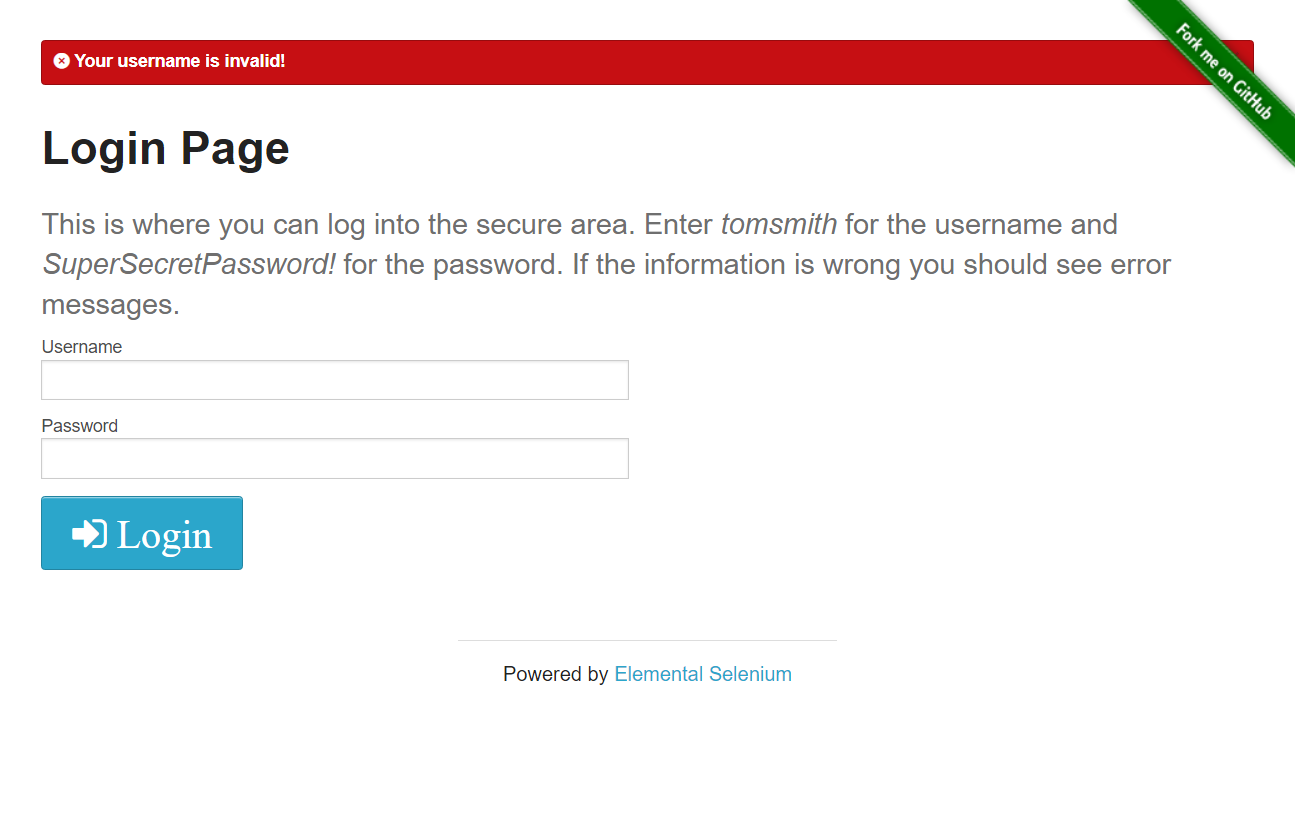 Your username is invalid!
Fork me on GitHub
Login Page
This is where you can log into the secure area. Enter tomsmith for the username and
SuperSecretPassword! for the password. If the information is wrong you should see error
messages.
Username
Password
Login
Powered by Elemental Selenium